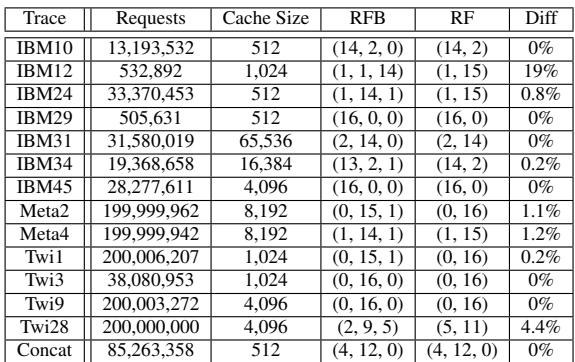 Trace Requests Cache Size RFB RF Diff
IBM10 13,193,532 512 (14, 2, 0) (14, 2) 0%
IBM12 532,892 1,024 (1, 1, 14) (1, 15) 19%
IBM24 33,370,453 512 (1, 14, 1) (1, 15) 0.8%
IBM29 505,631 512 (16, 0, 0) (16, 0) 0%
IBM31 31,580,019 65,536 (2, 14, 0) (2, 14) 0%
IBM34 19,368,658 16,384 (13, 2, 1) (14, 2) 0.2%
IBM45 28,277,611 4,096 (16, 0, 0) (16, 0) 0%
Meta2 199,999,962 8,192 (0, 15, 1) (0, 16) 1.1%
Meta4 199,999,942 8,192 (1, 14, 1) (1, 15) 1.2%
Twi1 200,006,207 1,024 (0, 15, 1) (0, 16) 0.2%
Twi3 38,080,953 1,024 (0, 16, 0) (0, 16) 0%
Twi9 200,003,272 4,096 (0, 16, 0) (0, 16) 0%
Twi28 200,000,000 4,096 (2, 9, 5) (5, 11) 4.4%
Concat 85,263,358 512 (4, 12, 0) (4, 12, 0) 0%